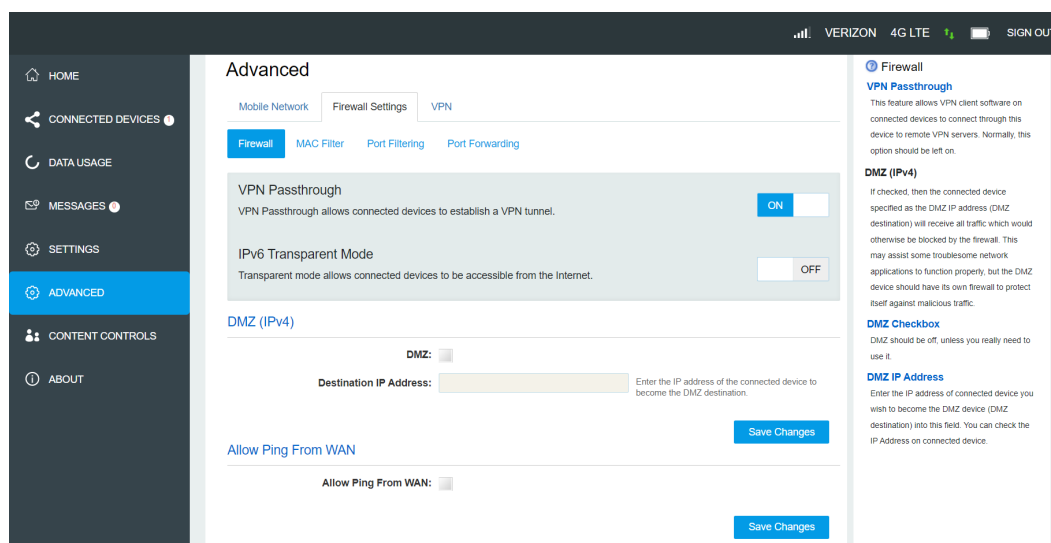 VERIZON 4G LTE SIGN OU
HOME
CONNECTED DEVICES 1
DATA USAGE
MESSAGES 0
SETTINGS
ADVANCED
CONTENT CONTROLS
ABOUT
Advanced
Mobile Network Firewall Settings VPN
Firewall MAC Filter Port Filtering Port Forwarding
VPN Passthrough
VPN Passthrough allows connected devices to establish a VPN tunnel.
ON
IPv6 Transparent Mode
Transparent mode allows connected devices to be accessible from the Internet.
OFF
DMZ (IPv4)
DMZ:
Destination IP Address:
Enter the IP address of the connected device to
become the DMZ destination.
Save Changes
Allow Ping From WAN
Allow Ping From WAN:
Save Changes
? Firewall
VPN Passthrough
This feature allows VPN client software on
connected devices to connect through this
device to remote VPN servers. Normally, this
option should be left on.
DMZ (IPv4)
If checked, then the connected device
specified as the DMZ IP address (DMZ
destination) will receive all traffic which would
otherwise be blocked by the firewall. This
may assist some troublesome network
applications to function properly, but the DMZ
device should have its own firewall to protect
itself against malicious traffic.
DMZ Checkbox
DMZ should be off, unless you really need to
use it.
DMZ IP Address
Enter the IP address of connected device you
wish to become the DMZ device (DMZ
destination) into this field. You can check the
IP Address on connected device.